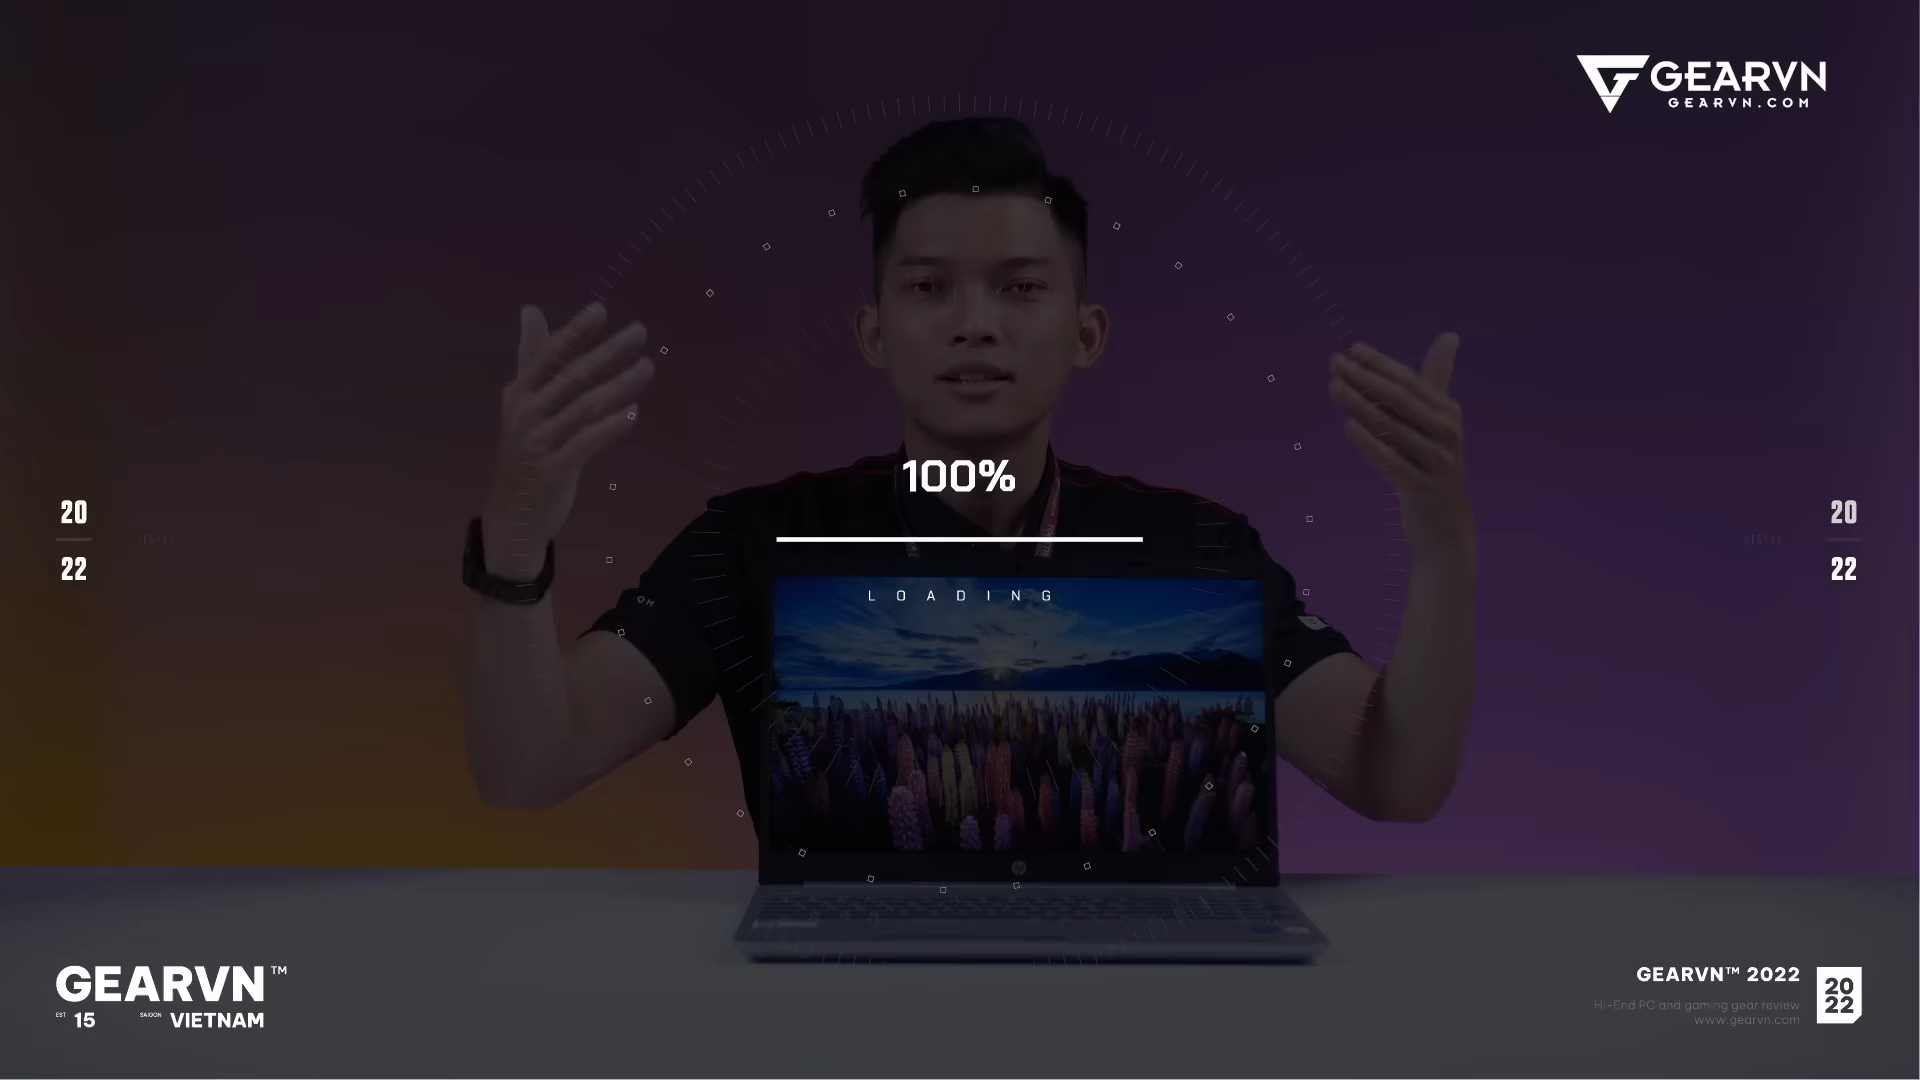 GEARVN
GEARVN.COM
100%
20
22
20
22
LOADING
OM
GEARVN™
EST 15 SAIGON VIETNAM
GEARVN™ 2022
Hi-End PC and gaming gear review
www.gearvn.com
20
22